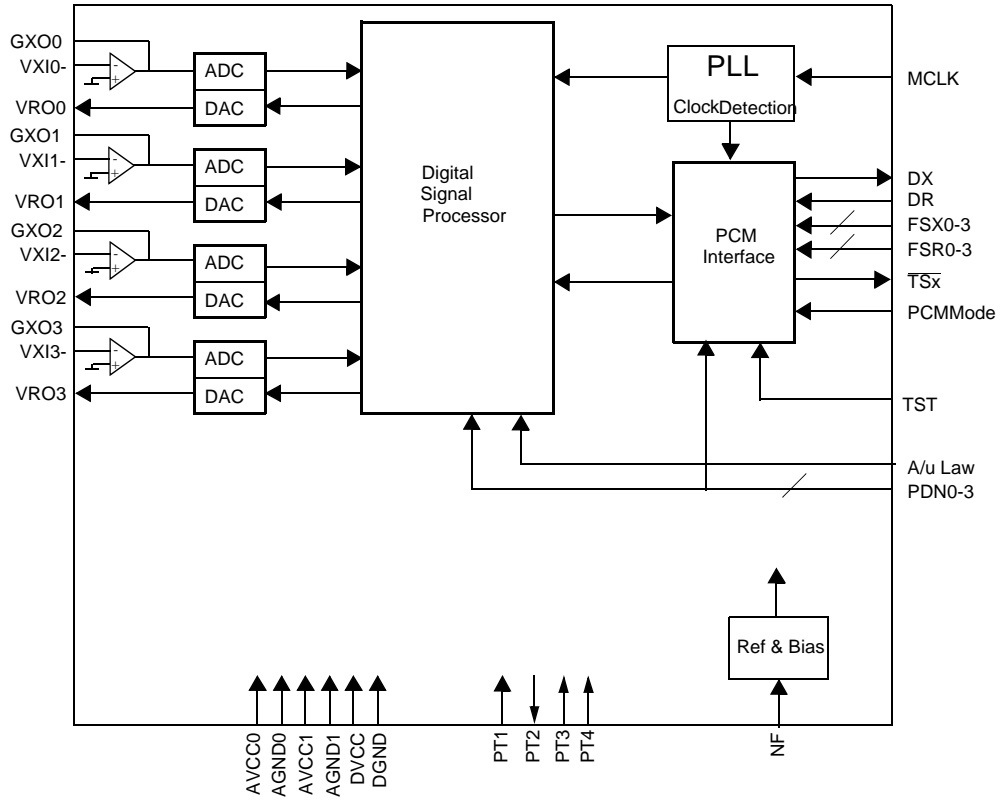 GXO0
VXI0-
VRO0
GXO1
VXI1-
VRO1
GXO2
VXI2-
VRO2
GXO3
VXI3-
VRO3
-
+
-
+
-
+
-
+
ADC
DAC
ADC
DAC
ADC
DAC
ADC
DAC
Digital
Signal
Processor
PLL
ClockDetection
PCM
Interface
MCLK
DX
DR
FSX0-3
FSR0-3
TSx
PCMMode
TST
A/u Law
PDN0-3
Ref & Bias
AVCC0
AGND0
AVCC1
AGND1
DVCC
DGND
PT1
PT2
PT3
PT4
NF